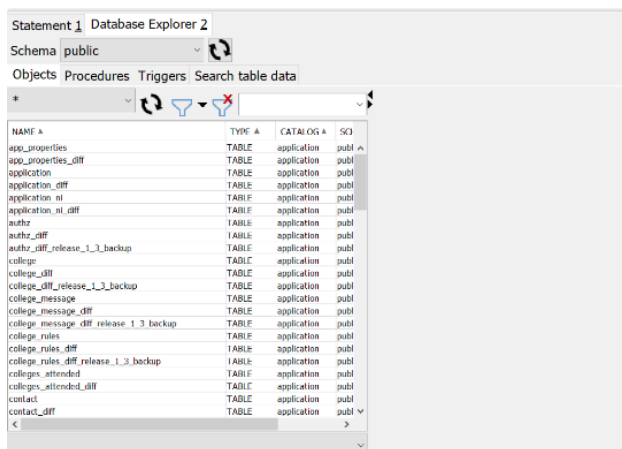 Statement 1 Database Explorer 2
Schema public
Objects Procedures Triggers Search table data
*
NAME TYPE CATALOG SCI
app_properties TABLE application publ
app_properties_diff TABLE application publ
application TABLE application publ
application_diff TABLE application publ
application_nl TABLE application publ
application_nl_diff TABLE application publ
authz TABLE application publ
authz_diff TABLE application publ
authz_diff_release_1_3_backup TABLE application publ
college TABLE application publ
college_diff TABLE application publ
college_diff_release_1_3_backup TABLE application publ
college_message TABLE application publ
college_message_diff TABLE application publ
college_message_diff_release_1_3_backup TABLE application publ
college_rules TABLE application publ
college_rules_diff TABLE application publ
college_rules_diff_release_1_3_backup TABLE application publ
colleges_attended TABLE application publ
colleges_attended_diff TABLE application publ
contact TABLE application publ
contact_diff TABLE application publ